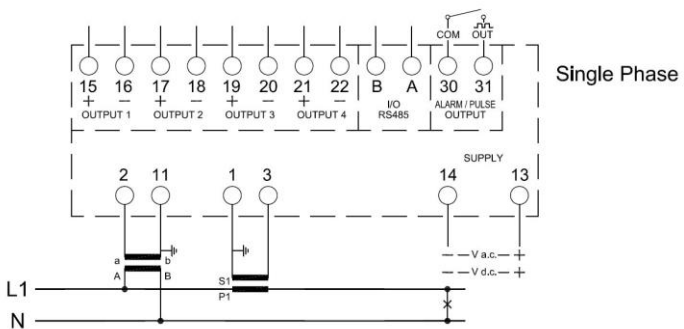 COM OUT
Single Phase
15 16 17 18 19 20 21 22 B A 30 31
+ − + − + − + −
OUTPUT 1 OUTPUT 2 OUTPUT 3 OUTPUT 4
I/O
RS485
ALARM / PULSE
OUTPUT
SUPPLY
2 11 1 3 14 13
a b
A B
S1
P1
V a.c. +
V d.c. +
L1
N